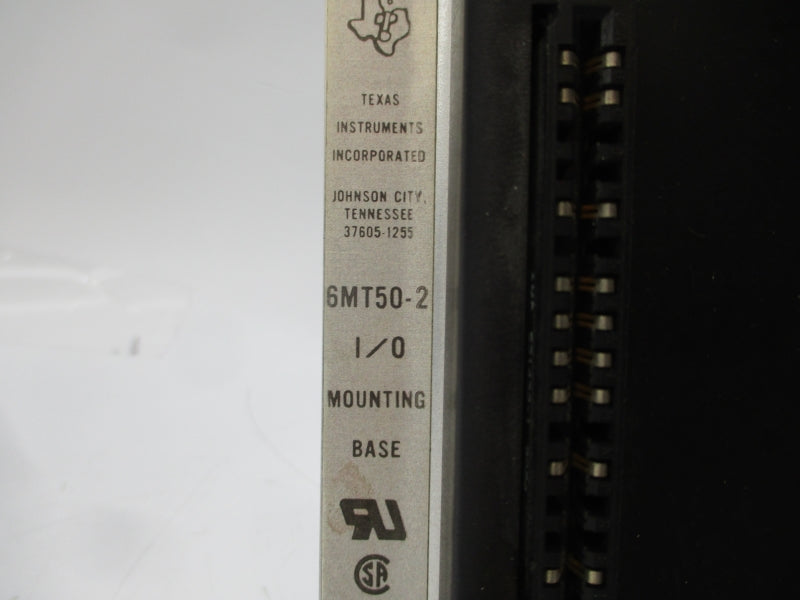 TEXAS
INSTRUMENTS
INCORPORATED
JOHNSON CITY,
TENNESSEE
37605-1255
6MT50-2
I/O
MOUNTING
BASE